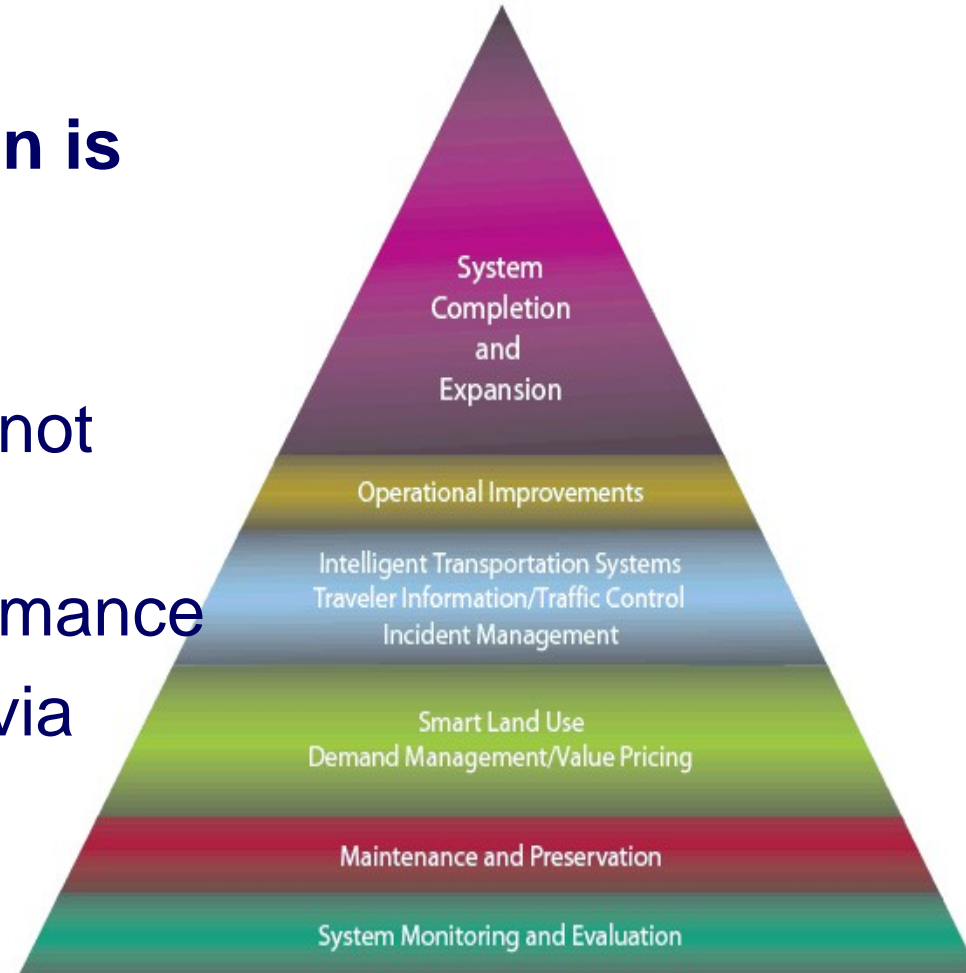 n is
not
mance
via
System
Completion
and
Expansion
Operational Improvements
Intelligent Transportation Systems
Traveler Information/Traffic Control
Incident Management
Smart Land Use
Demand Management/Value Pricing
Maintenance and Preservation
System Monitoring and Evaluation